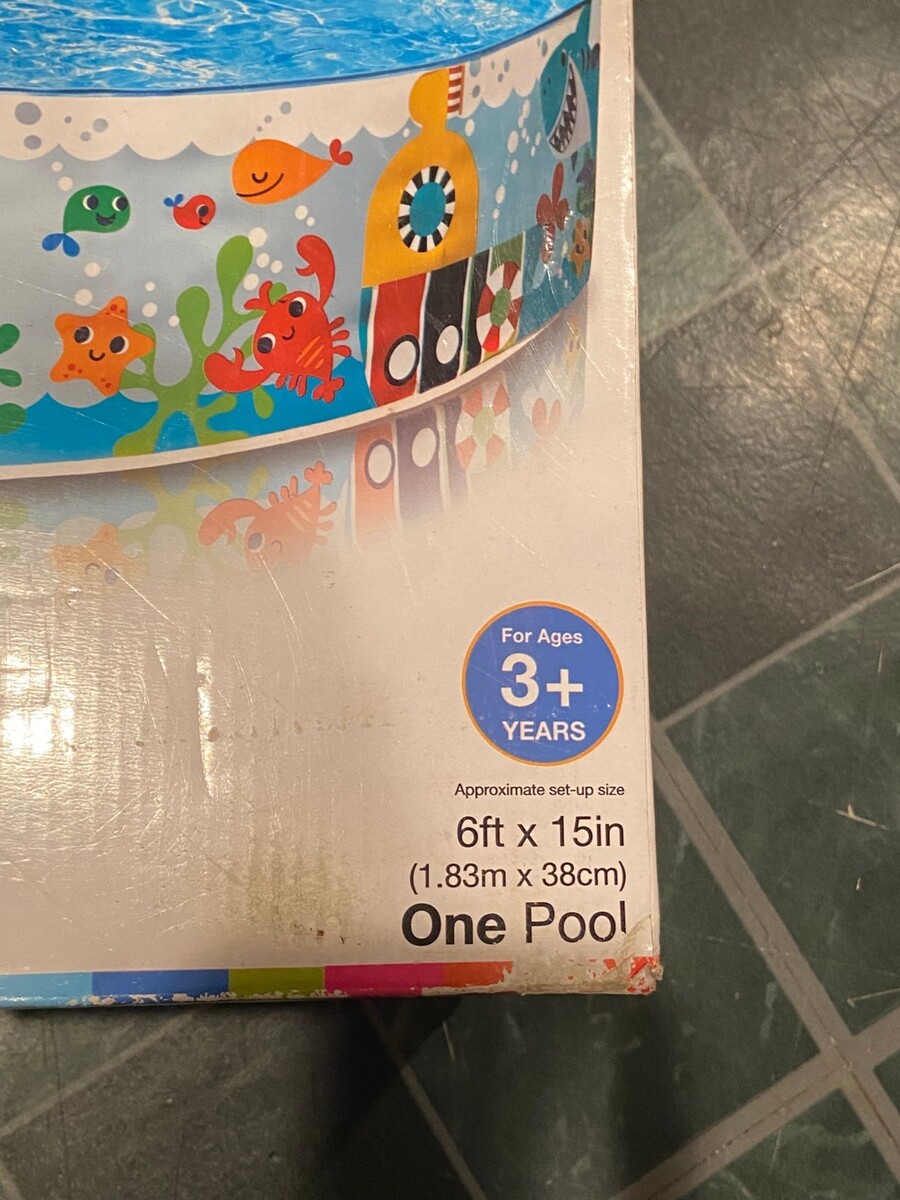 For Ages
3+
YEARS
Approximate set-up size
6ft x 15in
(1.83m x 38cm)
One Pool